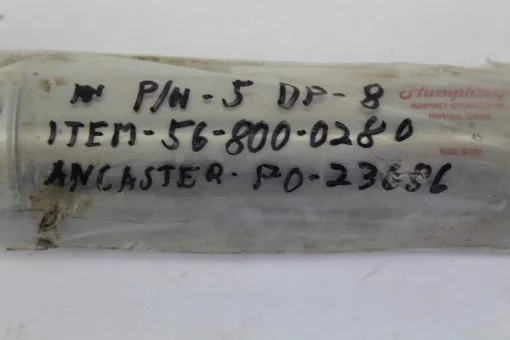 P/N - 5 DP - 8
ITEM - 56-800-0280
ANCASTER - PO-23686
Humphrey